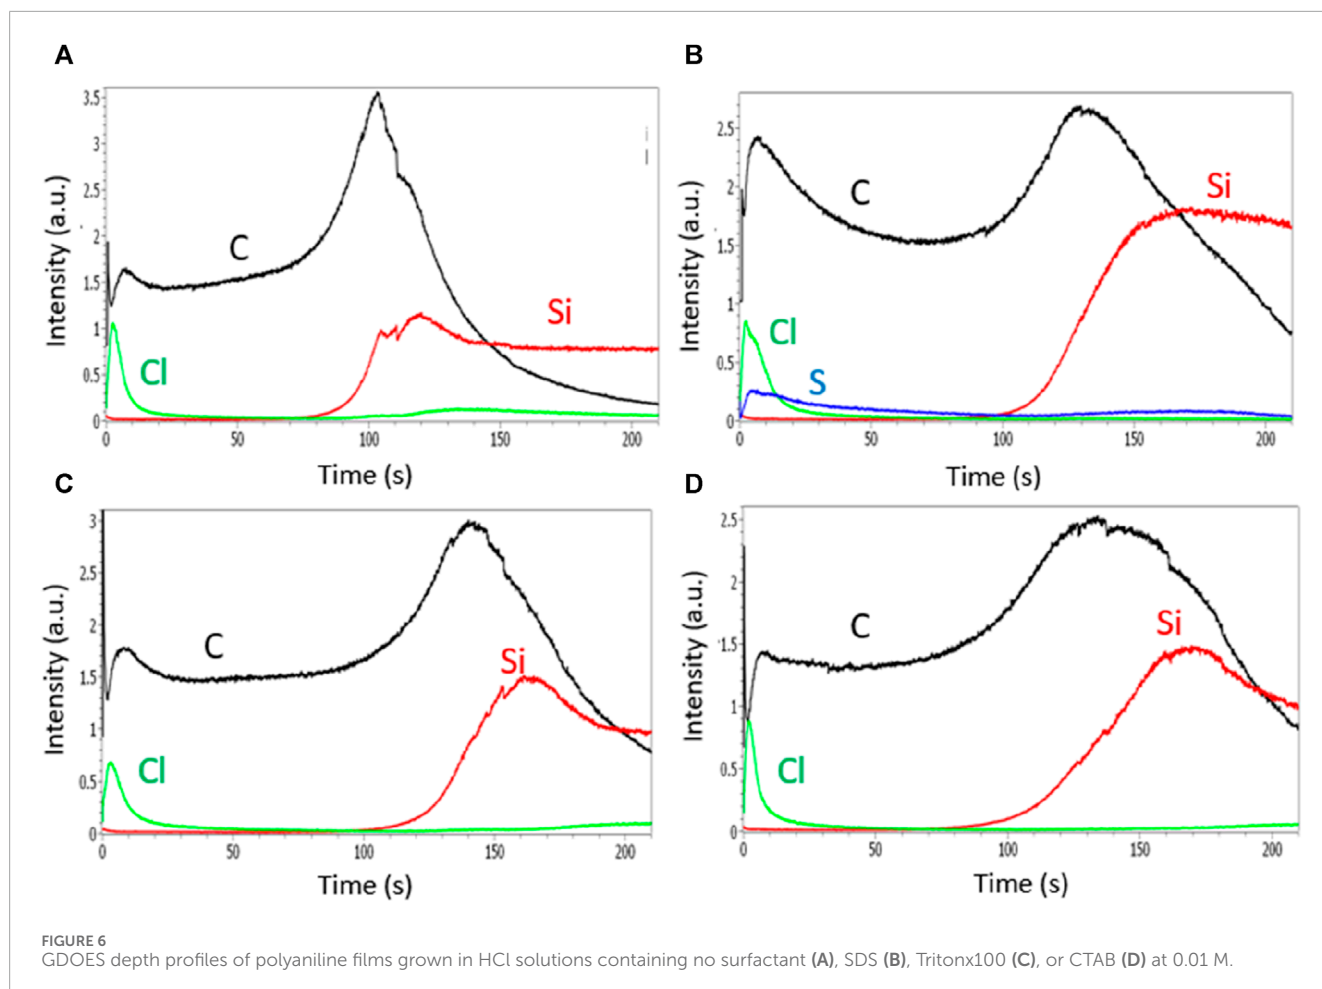 A
3.5
3
2.5
2
1.5
1
0.5
0
0
50
100
150
200
Intensity (a.u.)
Time (s)
C
Si
Cl
B
2.5
2
1.5
1
0.5
0
0
50
100
150
200
Intensity (a.u.)
Time (s)
C
Si
Cl
S
C
3
2.5
2
1.5
1
0.5
0
0
50
100
150
200
Intensity (a.u.)
Time (s)
C
Si
Cl
D
2.5
2
1.5
1
0.5
0
0
50
100
150
200
Intensity (a.u.)
Time (s)
C
Si
Cl
FIGURE 6
GDOES depth profiles of polyaniline films grown in HCl solutions containing no surfactant (A), SDS (B), Tritonx100 (C), or CTAB (D) at 0.01 M.